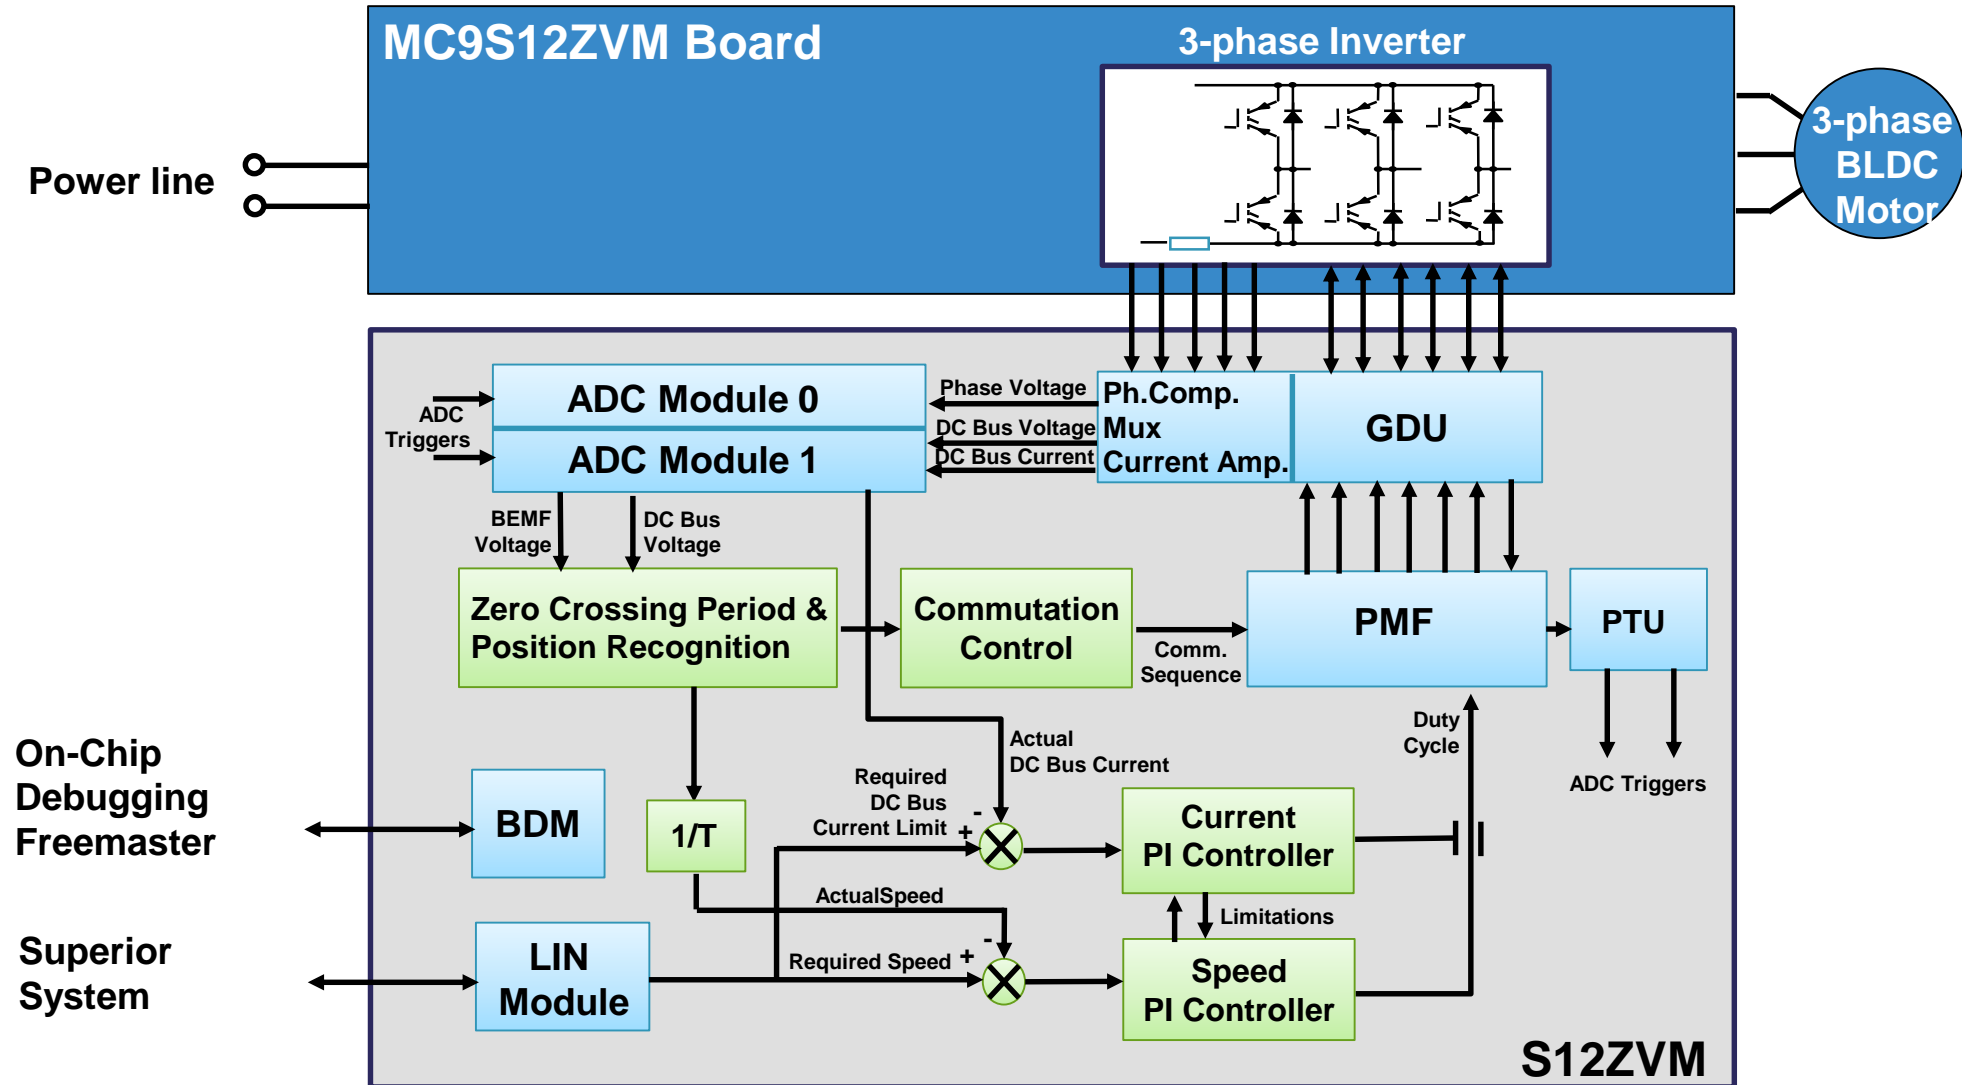 MC9S12ZVM Board
3-phase Inverter
3-phase
BLDC
Motor
Power line
ADC Module 0
ADC Module 1
ADC
Triggers
Phase Voltage
DC Bus Voltage
DC Bus Current
Ph.Comp.
Mux
Current Amp.
GDU
BEMF
Voltage
DC Bus
Voltage
Zero Crossing Period &
Position Recognition
Commutation
Control
Comm.
Sequence
PMF
PTU
Duty
Cycle
ADC Triggers
On-Chip
Debugging
Freemaster
BDM
1/T
Actual
DC Bus Current
Required
DC Bus
Current Limit
-
+
Current
PI Controller
ActualSpeed
Limitations
Superior
System
LIN
Module
Required Speed
-
+
Speed
PI Controller
S12ZVM